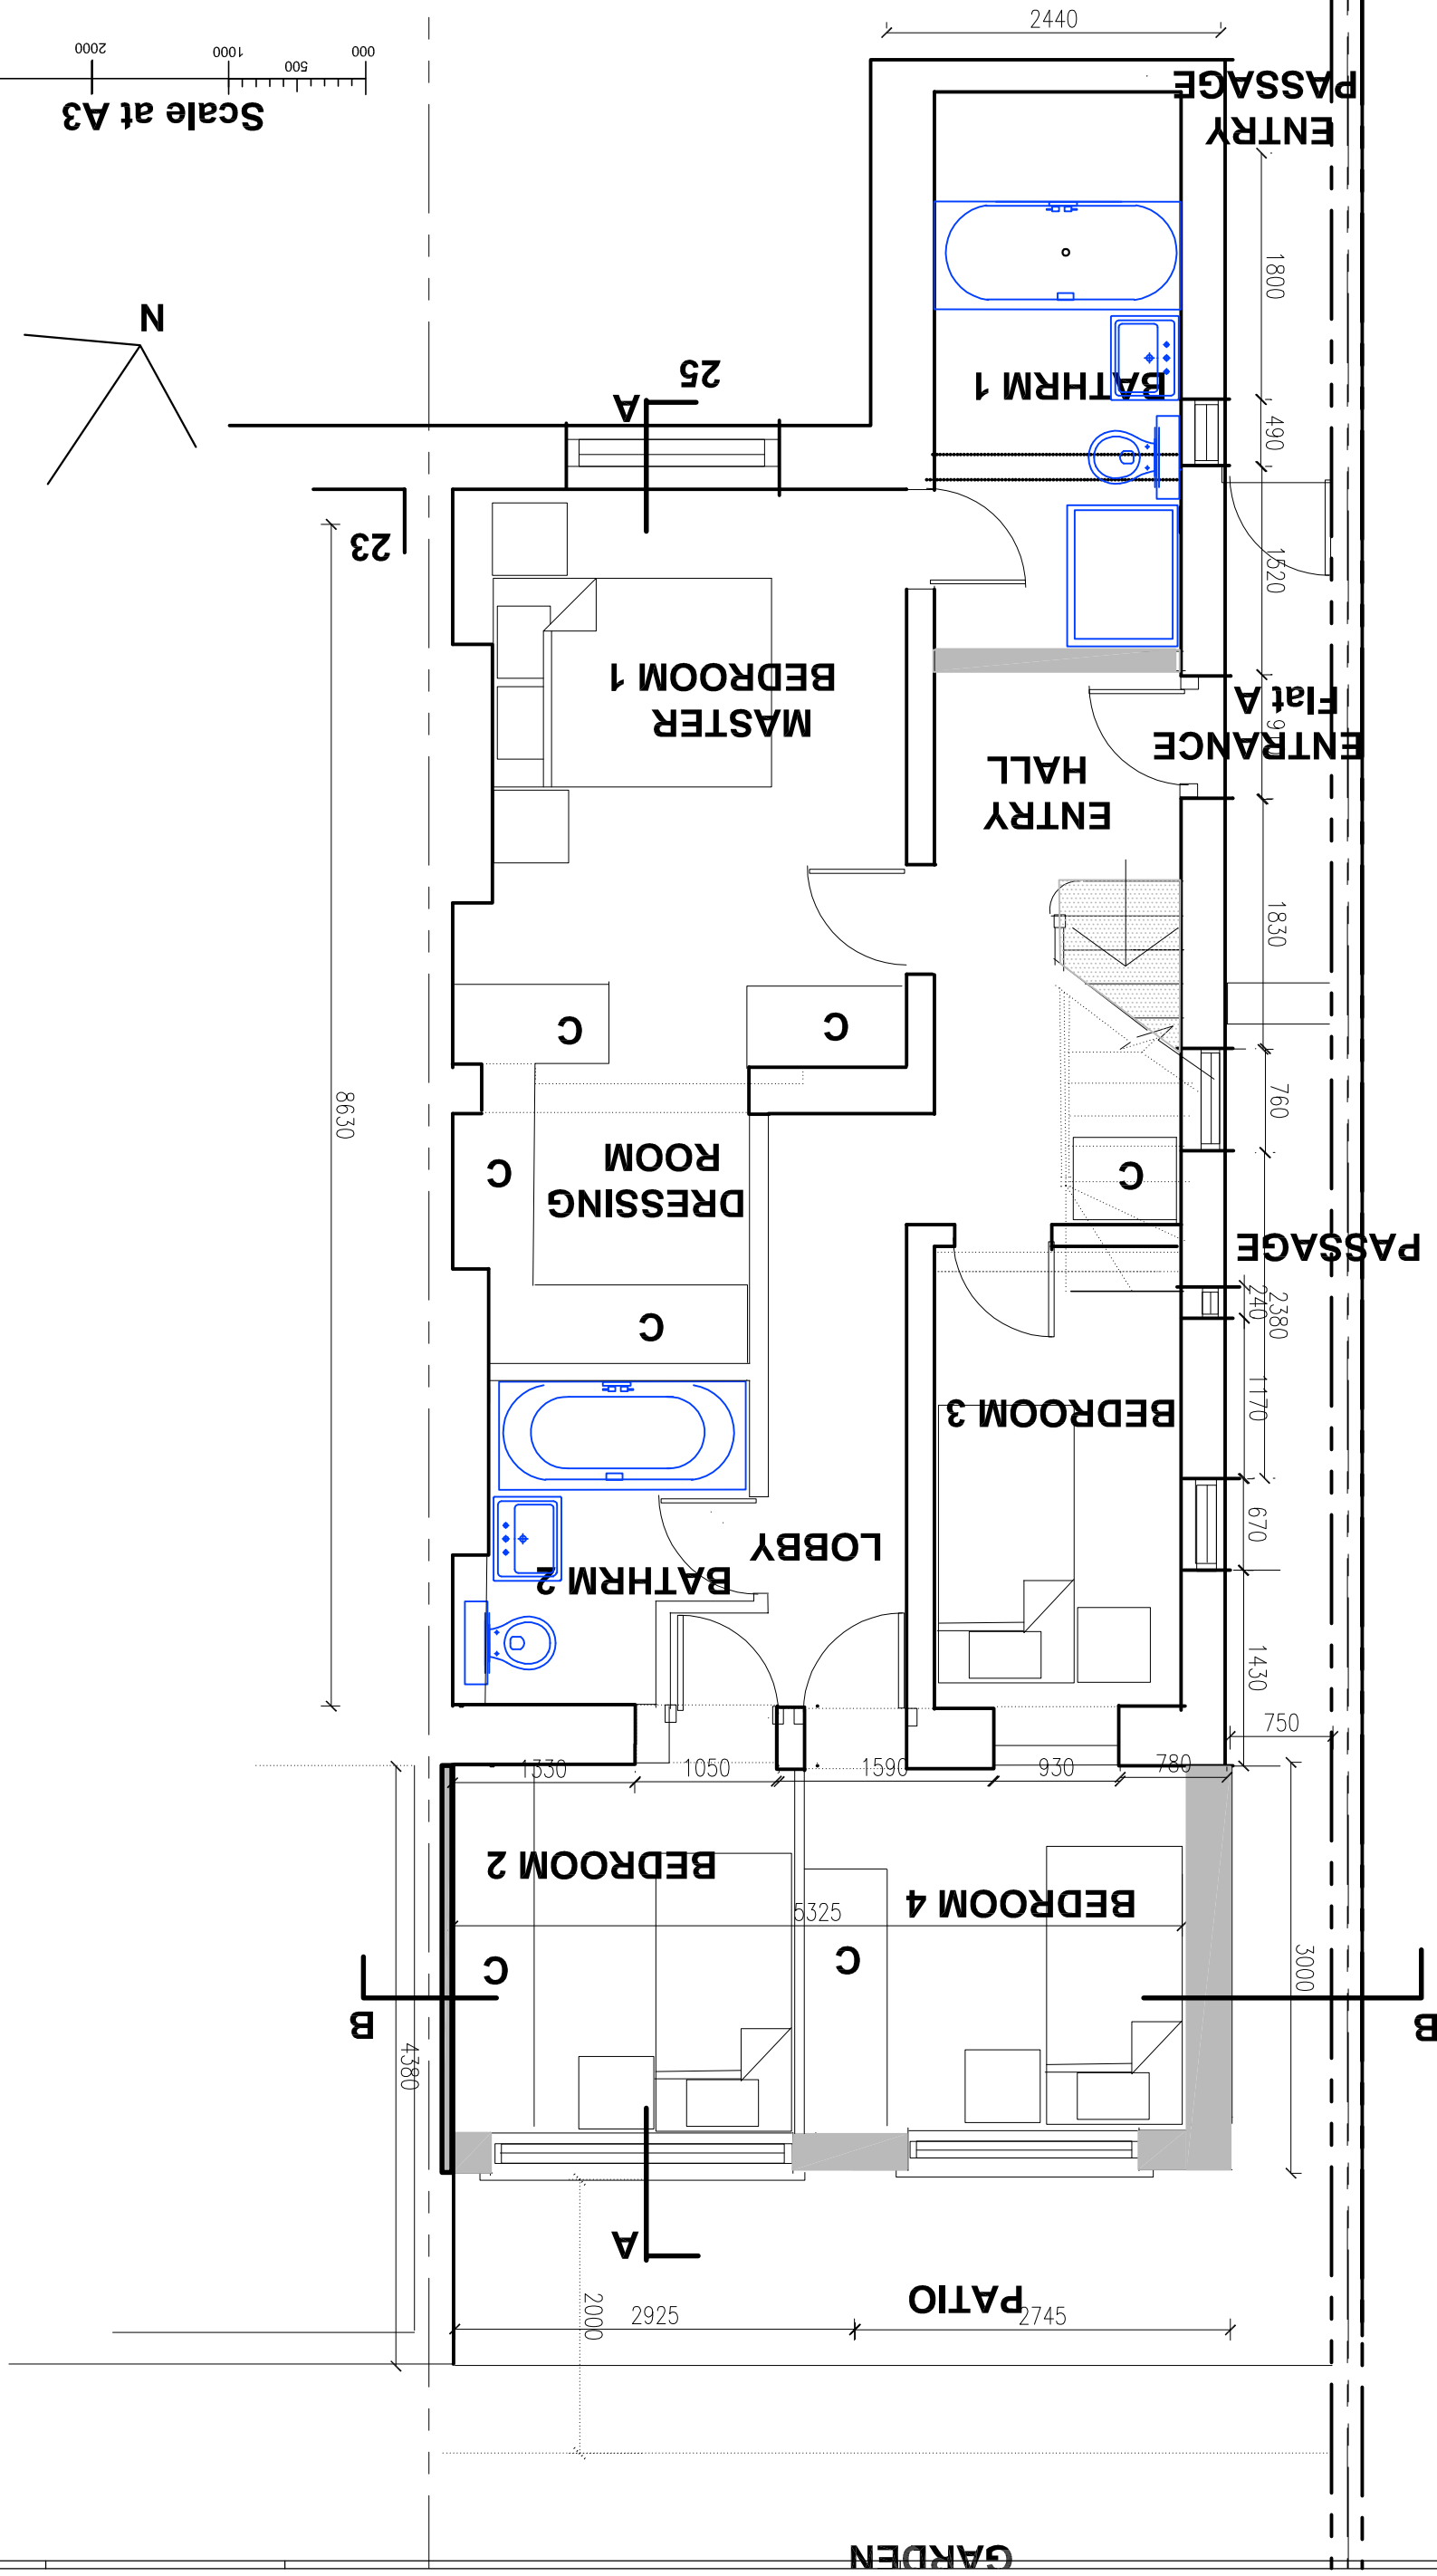 GARDEN
PATIO
2745
2925
2000
A
B
B
4380
3000
C
C
BEDROOM 4
BEDROOM 2
5325
780
930
1590
1050
1330
750
1430
BATHRM 2
LOBBY
670
BEDROOM 3
1170
240
2380
C
PASSAGE
DRESSING
ROOM
C
C
760
8630
C
C
1830
ENTRY
HALL
ENTRANCE
Flat A
MASTER
BEDROOM 1
1520
23
490
A
25
BATHRM 1
N
1800
ENTRY
PASSAGE
Scale at A3
000
500
1000
2000
2440